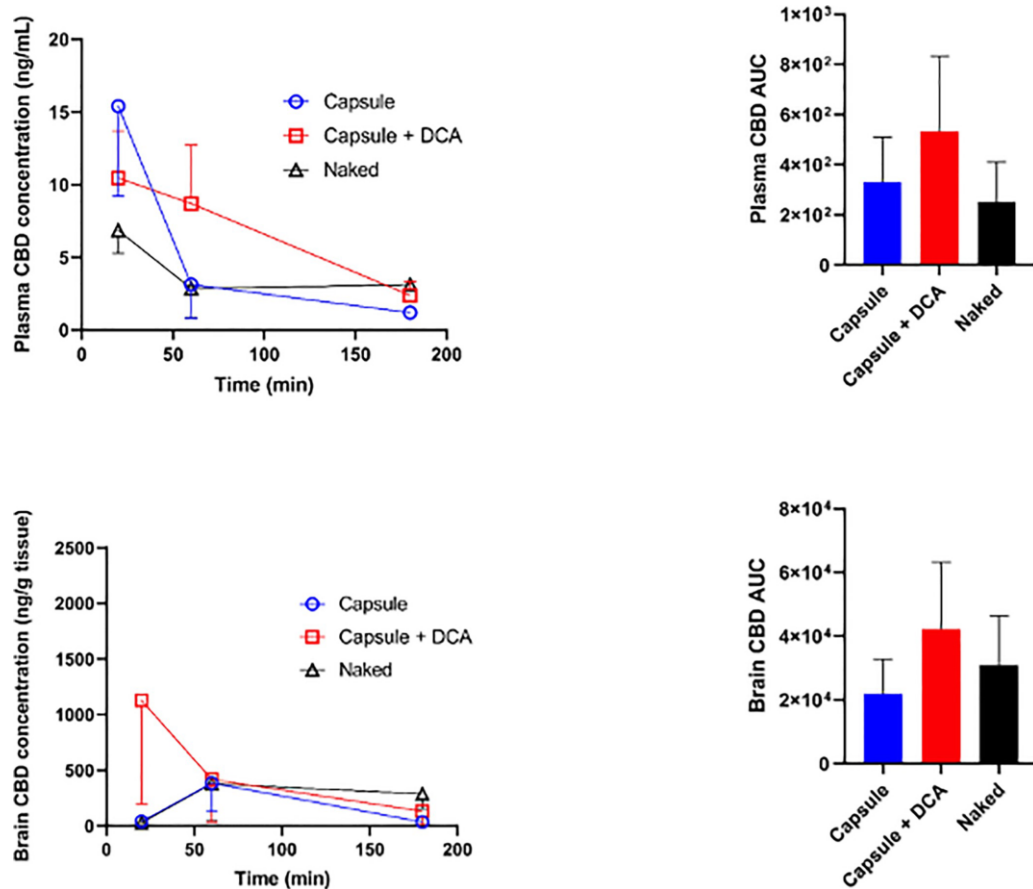 Plasma CBD concentration (ng/mL)
20
15
10
5
0
0 50 100 150 200
Time (min)
Capsule
Capsule + DCA
Naked
Plasma CBD AUC
1×10³
8×10²
6×10²
4×10²
2×10²
0
Capsule
Capsule + DCA
Naked
Brain CBD concentration (ng/g tissue)
2500
2000
1500
1000
500
0
0 50 100 150 200
Time (min)
Capsule
Capsule + DCA
Naked
Brain CBD AUC
8×10⁴
6×10⁴
4×10⁴
2×10⁴
0
Capsule
Capsule + DCA
Naked